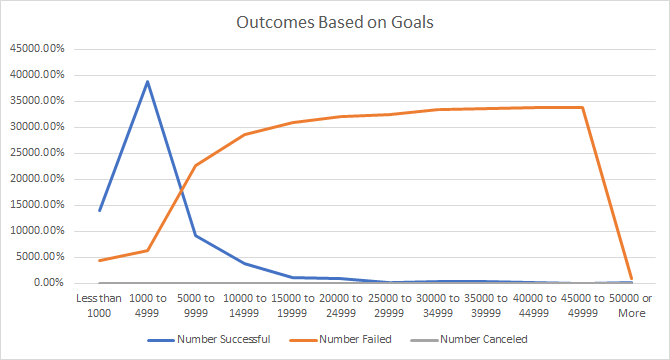 Outcomes Based on Goals
45000.00%
40000.00%
35000.00%
30000.00%
25000.00%
20000.00%
15000.00%
10000.00%
5000.00%
0.00%
Less than 1000 to 5000 to 10000 to 15000 to 20000 to 25000 to 30000 to 35000 to 40000 to 45000 to 50000 or
1000 4999 9999 14999 19999 24999 29999 34999 39999 44999 49999 More
Number Successful Number Failed Number Canceled